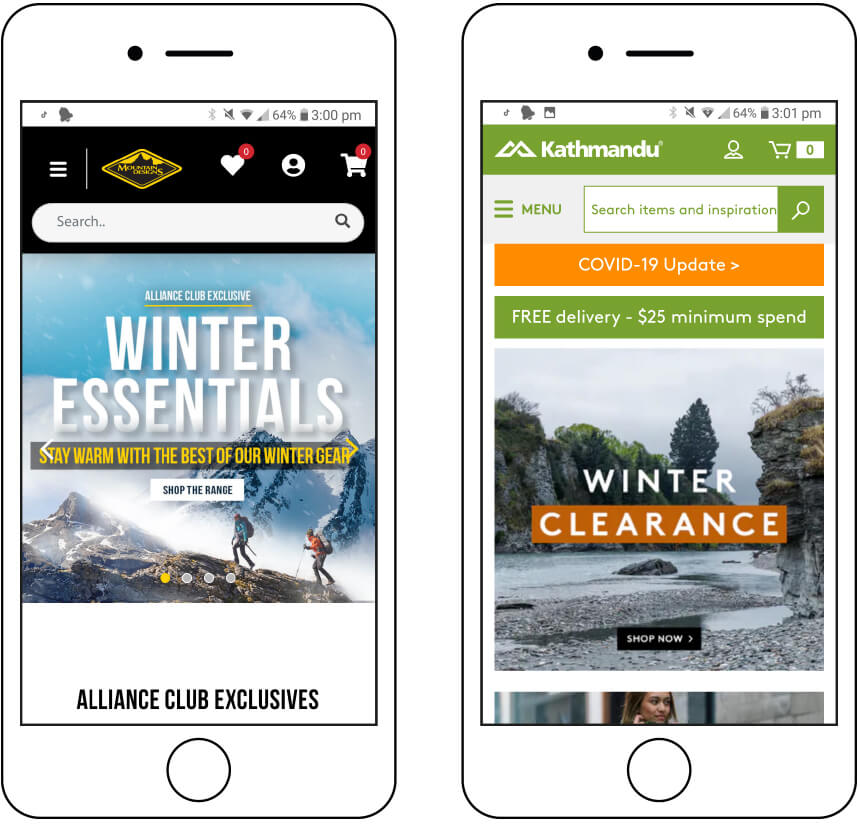 64% 3:00 pm
MOUNTAIN
DESIGNS
0
0
Search..
ALLIANCE CLUB EXCLUSIVE
WINTER
ESSENTIALS
STAY WARM WITH THE BEST OF OUR WINTER GEAR
SHOP THE RANGE
ALLIANCE CLUB EXCLUSIVES
64% 3:01 pm
Kathmandu®
0
MENU
Search items and inspiration
COVID-19 Update >
FREE delivery - $25 minimum spend
WINTER
CLEARANCE
SHOP NOW >